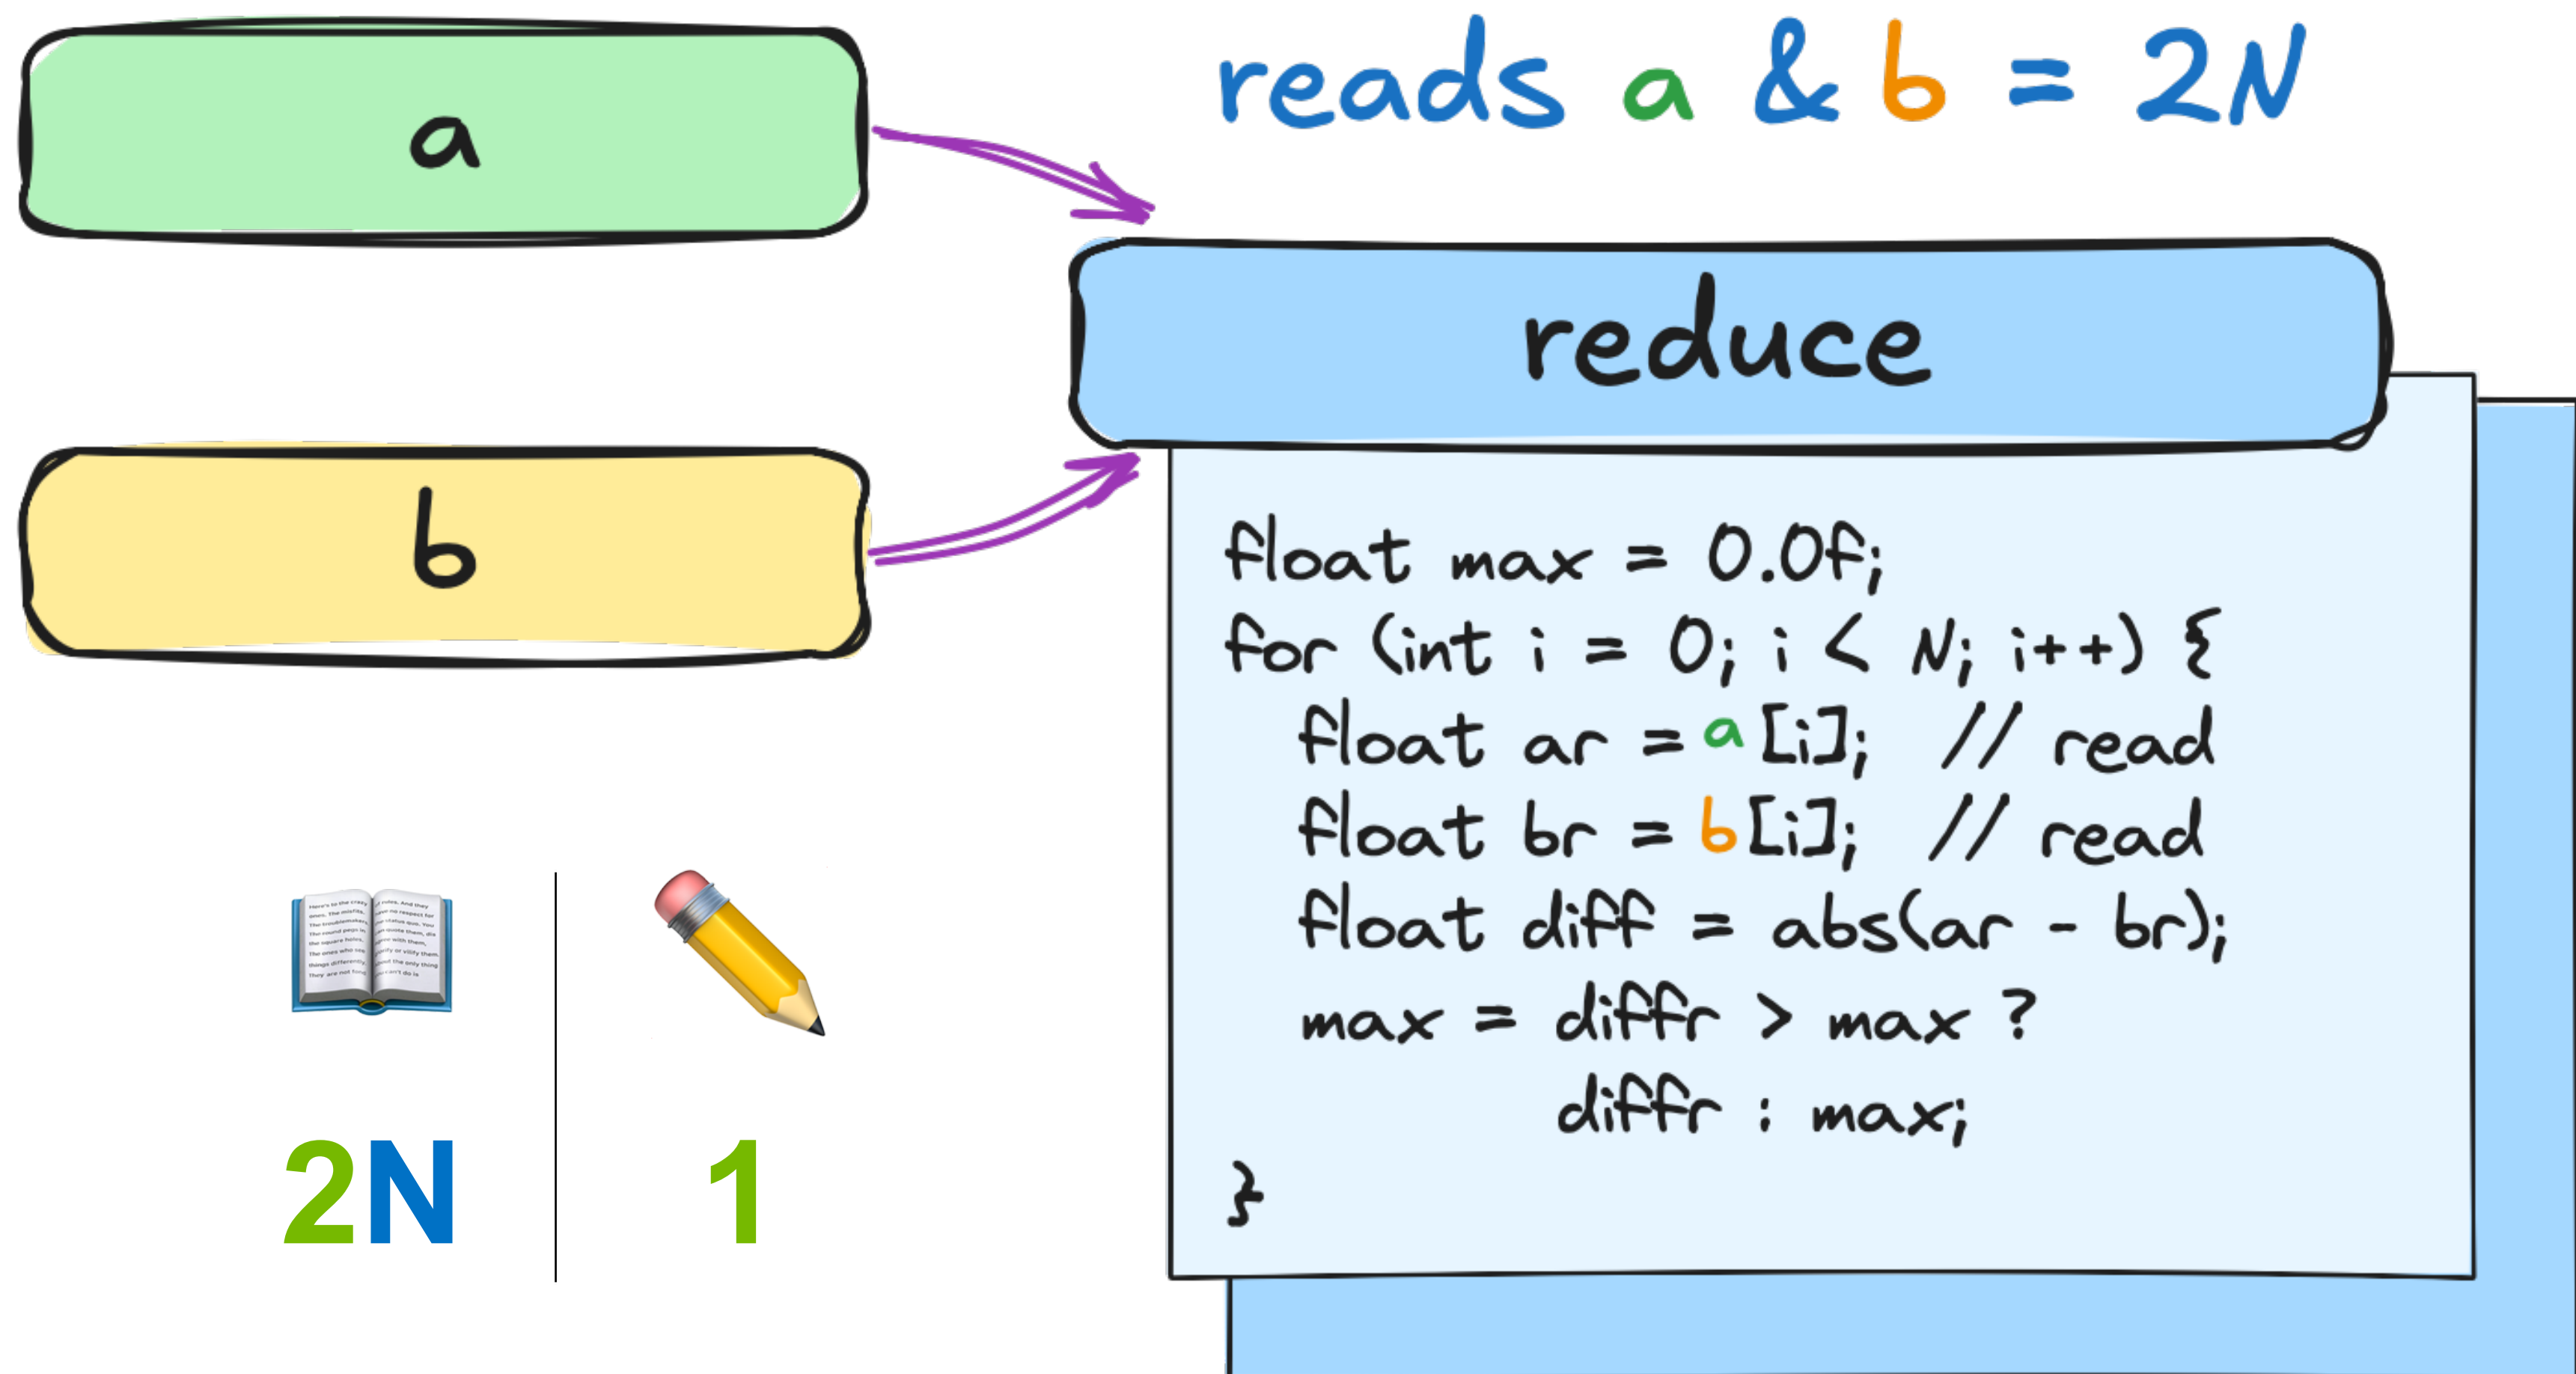 a
reads a & b = 2N
reduce
b
float max = 0.0f;
for (int i = 0; i < N; i++) {
float ar = a[i]; // read
float br = b[i]; // read
float diff = abs(ar - br);
max = diffr > max ?
diffr : max;
}
2N
1